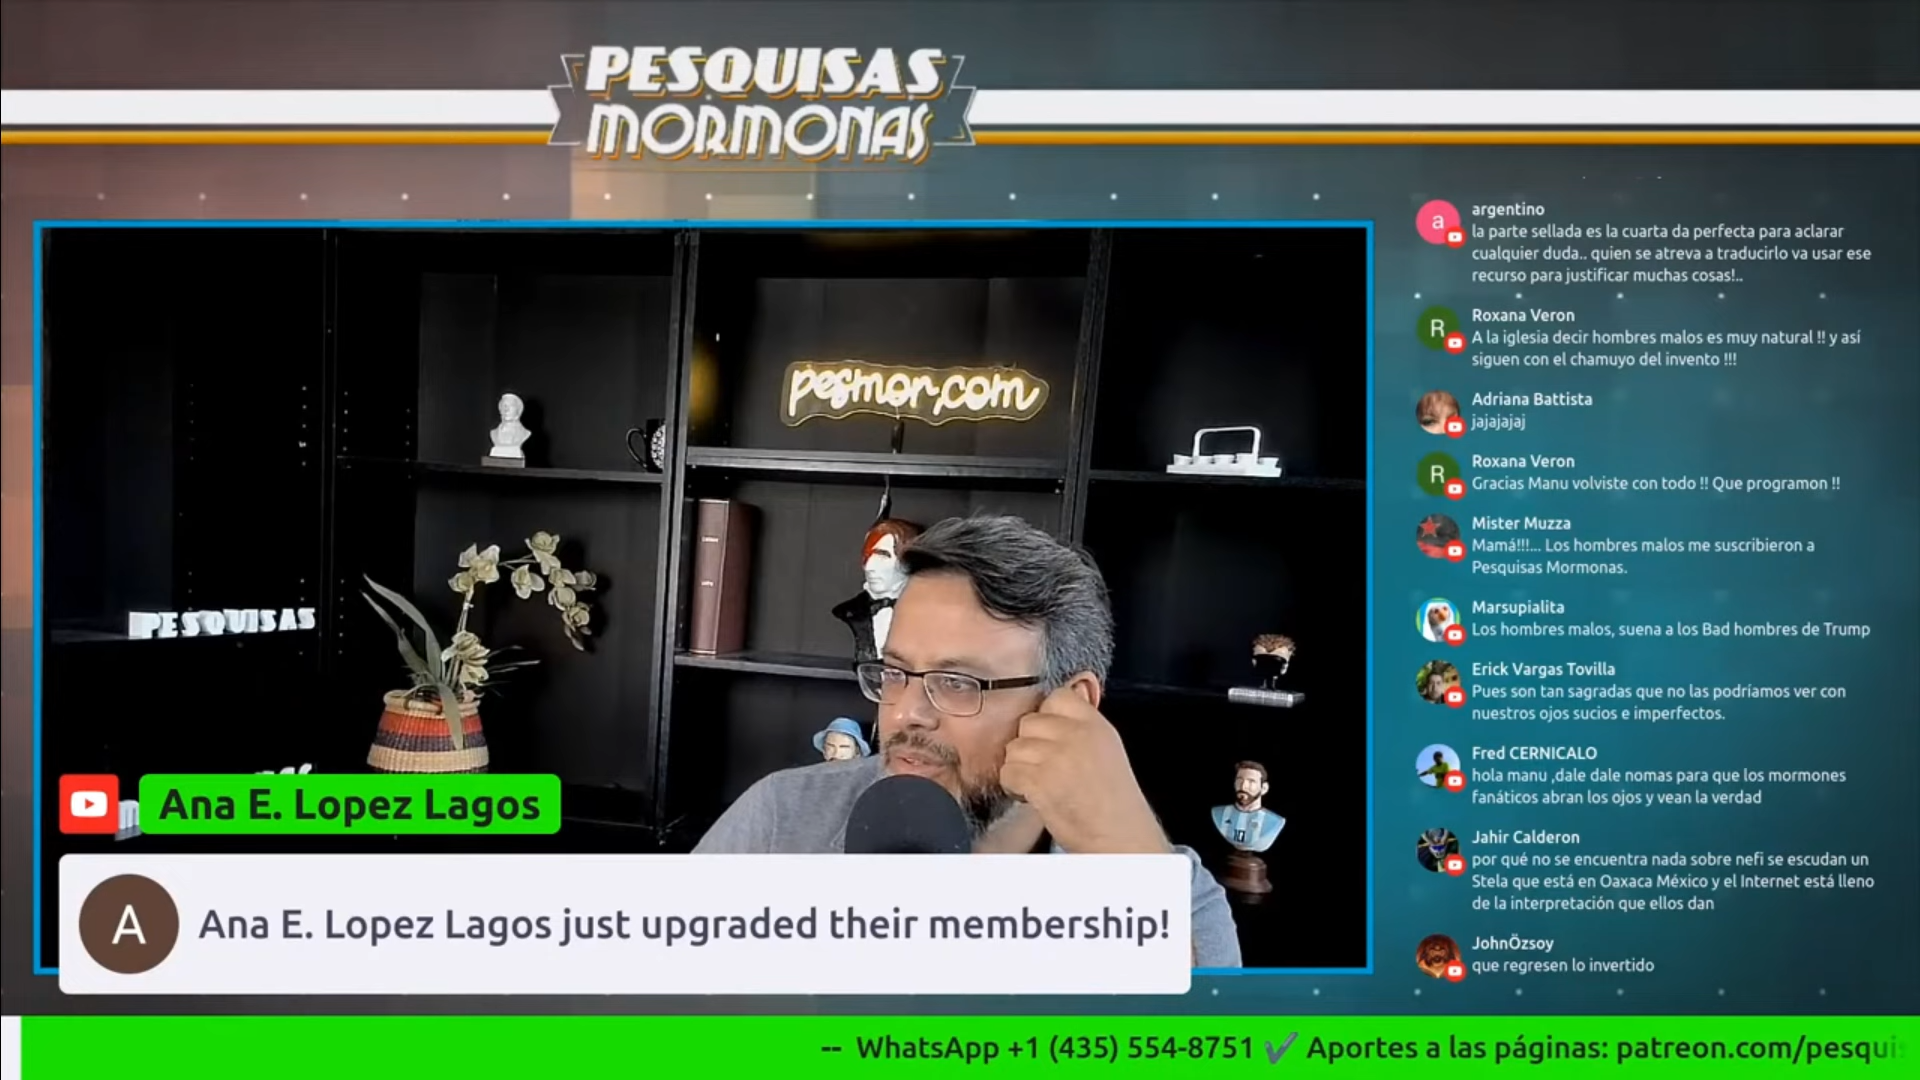 PESQUISAS
MORMONAS
pesmor.com
PESQUISAS
10
Ana E. Lopez Lagos
A
Ana E. Lopez Lagos just upgraded their membership!
a
argentino
la parte sellada es la cuarta da perfecta para aclarar
cualquier duda.. quien se atreva a traducirlo va usar ese
recurso para justificar muchas cosas!..
R
Roxana Veron
A la iglesia decir hombres malos es muy natural !! y así
siguen con el chamuyo del invento !!!
Adriana Battista
jajajajaj
R
Roxana Veron
Gracias Manu volviste con todo !! Que programon !!
Mister Muzza
Mamá!!!... Los hombres malos me suscribieron a
Pesquisas Mormonas.
Marsupialita
Los hombres malos, suena a los Bad hombres de Trump
Erick Vargas Tovilla
Pues son tan sagradas que no las podríamos ver con
nuestros ojos sucios e imperfectos.
Fred CERNICALO
hola manu ,dale dale nomas para que los mormones
fanáticos abran los ojos y vean la verdad
Jahir Calderon
por qué no se encuentra nada sobre nefi se escudan un
Stela que está en Oaxaca México y el Internet está lleno
de la interpretación que ellos dan
JohnÖzsoy
que regresen lo invertido
-- WhatsApp +1 (435) 554-8751 ✔ Aportes a las páginas: patreon.com/pesquis